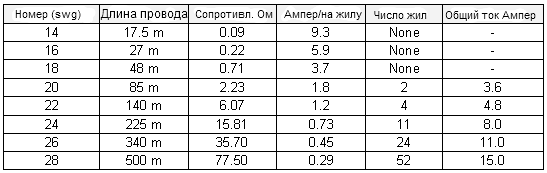 Номер (swg) Длина провода Сопротивл. Ом Ампер/на жилу Число жил Общий ток Ампер
14 17.5 m 0.09 9.3 None -
16 27 m 0.22 5.9 None -
18 48 m 0.71 3.7 None -
20 85 m 2.23 1.8 2 3.6
22 140 m 6.07 1.2 4 4.8
24 225 m 15.81 0.73 11 8.0
26 340 m 35.70 0.45 24 11.0
28 500 m 77.50 0.29 52 15.0